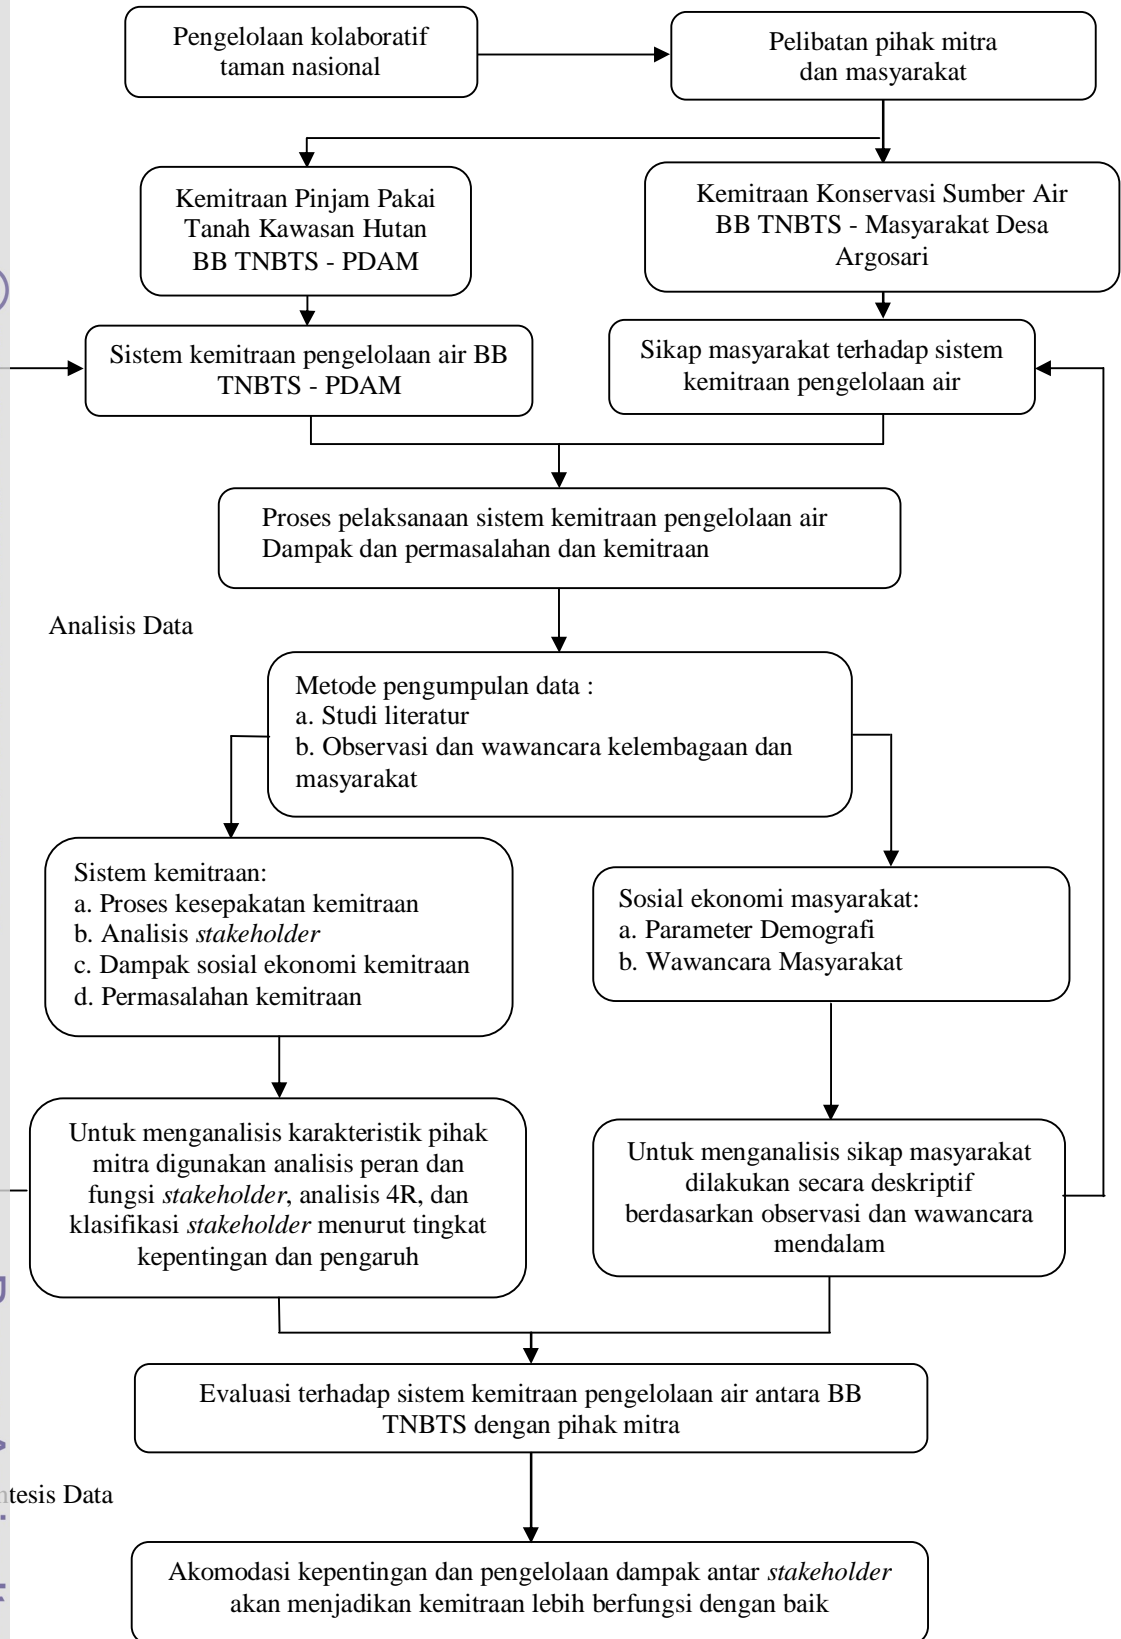 Pengelolaan kolaboratif
taman nasional
Pelibatan pihak mitra
dan masyarakat
Kemitraan Pinjam Pakai
Tanah Kawasan Hutan
BB TNBTS - PDAM
Kemitraan Konservasi Sumber Air
BB TNBTS - Masyarakat Desa
Argosari
Sistem kemitraan pengelolaan air BB
TNBTS - PDAM
Sikap masyarakat terhadap sistem
kemitraan pengelolaan air
Proses pelaksanaan sistem kemitraan pengelolaan air
Dampak dan permasalahan dan kemitraan
Analisis Data
Metode pengumpulan data :
a. Studi literatur
b. Observasi dan wawancara kelembagaan dan
masyarakat
Sistem kemitraan:
a. Proses kesepakatan kemitraan
b. Analisis stakeholder
c. Dampak sosial ekonomi kemitraan
d. Permasalahan kemitraan
Sosial ekonomi masyarakat:
a. Parameter Demografi
b. Wawancara Masyarakat
Untuk menganalisis karakteristik pihak
mitra digunakan analisis peran dan
fungsi stakeholder, analisis 4R, dan
klasifikasi stakeholder menurut tingkat
kepentingan dan pengaruh
Untuk menganalisis sikap masyarakat
dilakukan secara deskriptif
berdasarkan observasi dan wawancara
mendalam
Evaluasi terhadap sistem kemitraan pengelolaan air antara BB
TNBTS dengan pihak mitra
tesis Data
Akomodasi kepentingan dan pengelolaan dampak antar stakeholder
akan menjadikan kemitraan lebih berfungsi dengan baik